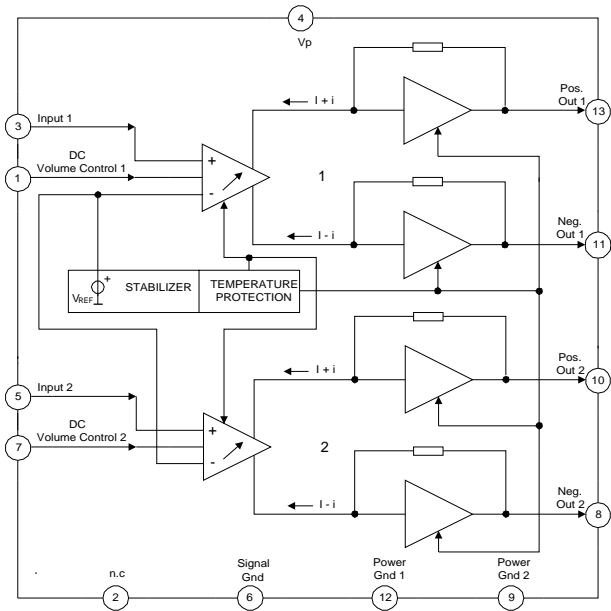 4
Vp
I + i
Pos.
Out 1
13
3
Input 1
DC
Volume Control 1
1
+
-
1
I - i
Neg.
Out 1
11
+
VREF
STABILIZER
TEMPERATURE
PROTECTION
I + i
Pos.
Out 2
10
5
Input 2
DC
Volume Control 2
7
+
-
2
I - i
Neg.
Out 2
8
n.c
2
Signal
Gnd
6
Power
Gnd 1
12
Power
Gnd 2
9